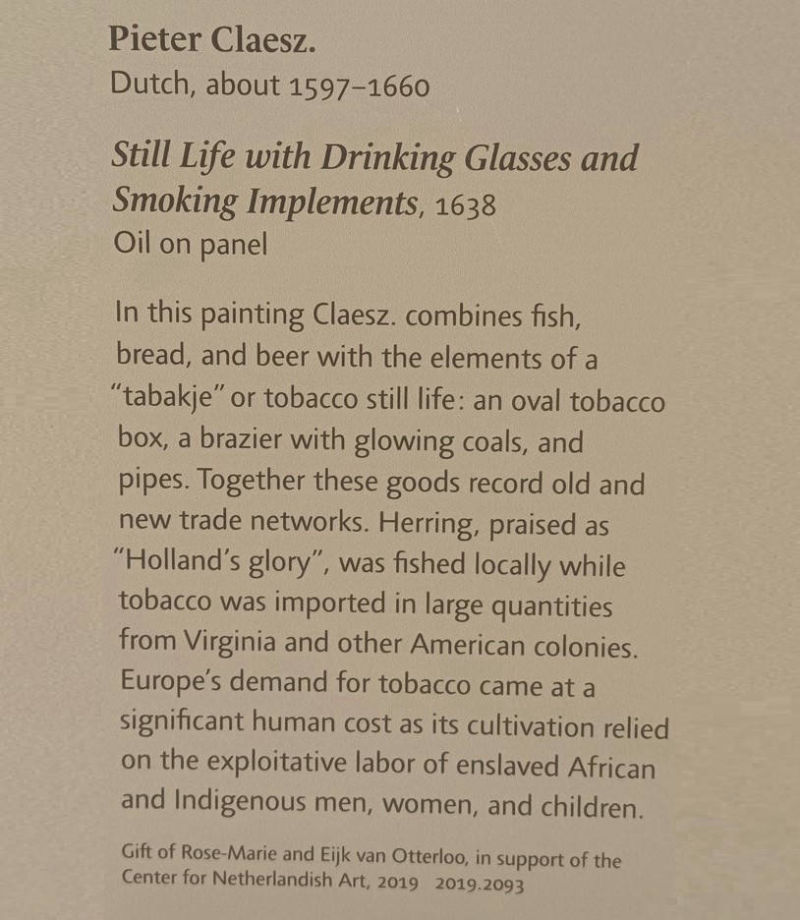 Pieter Claesz.
Dutch, about 1597–1660
Still Life with Drinking Glasses and
Smoking Implements, 1638
Oil on panel
In this painting Claesz. combines fish,
bread, and beer with the elements of a
“tabakje” or tobacco still life: an oval tobacco
box, a brazier with glowing coals, and
pipes. Together these goods record old and
new trade networks. Herring, praised as
“Holland’s glory”, was fished locally while
tobacco was imported in large quantities
from Virginia and other American colonies.
Europe’s demand for tobacco came at a
significant human cost as its cultivation relied
on the exploitative labor of enslaved African
and Indigenous men, women, and children.
Gift of Rose-Marie and Eijk van Otterloo, in support of the
Center for Netherlandish Art, 2019 2019.2093